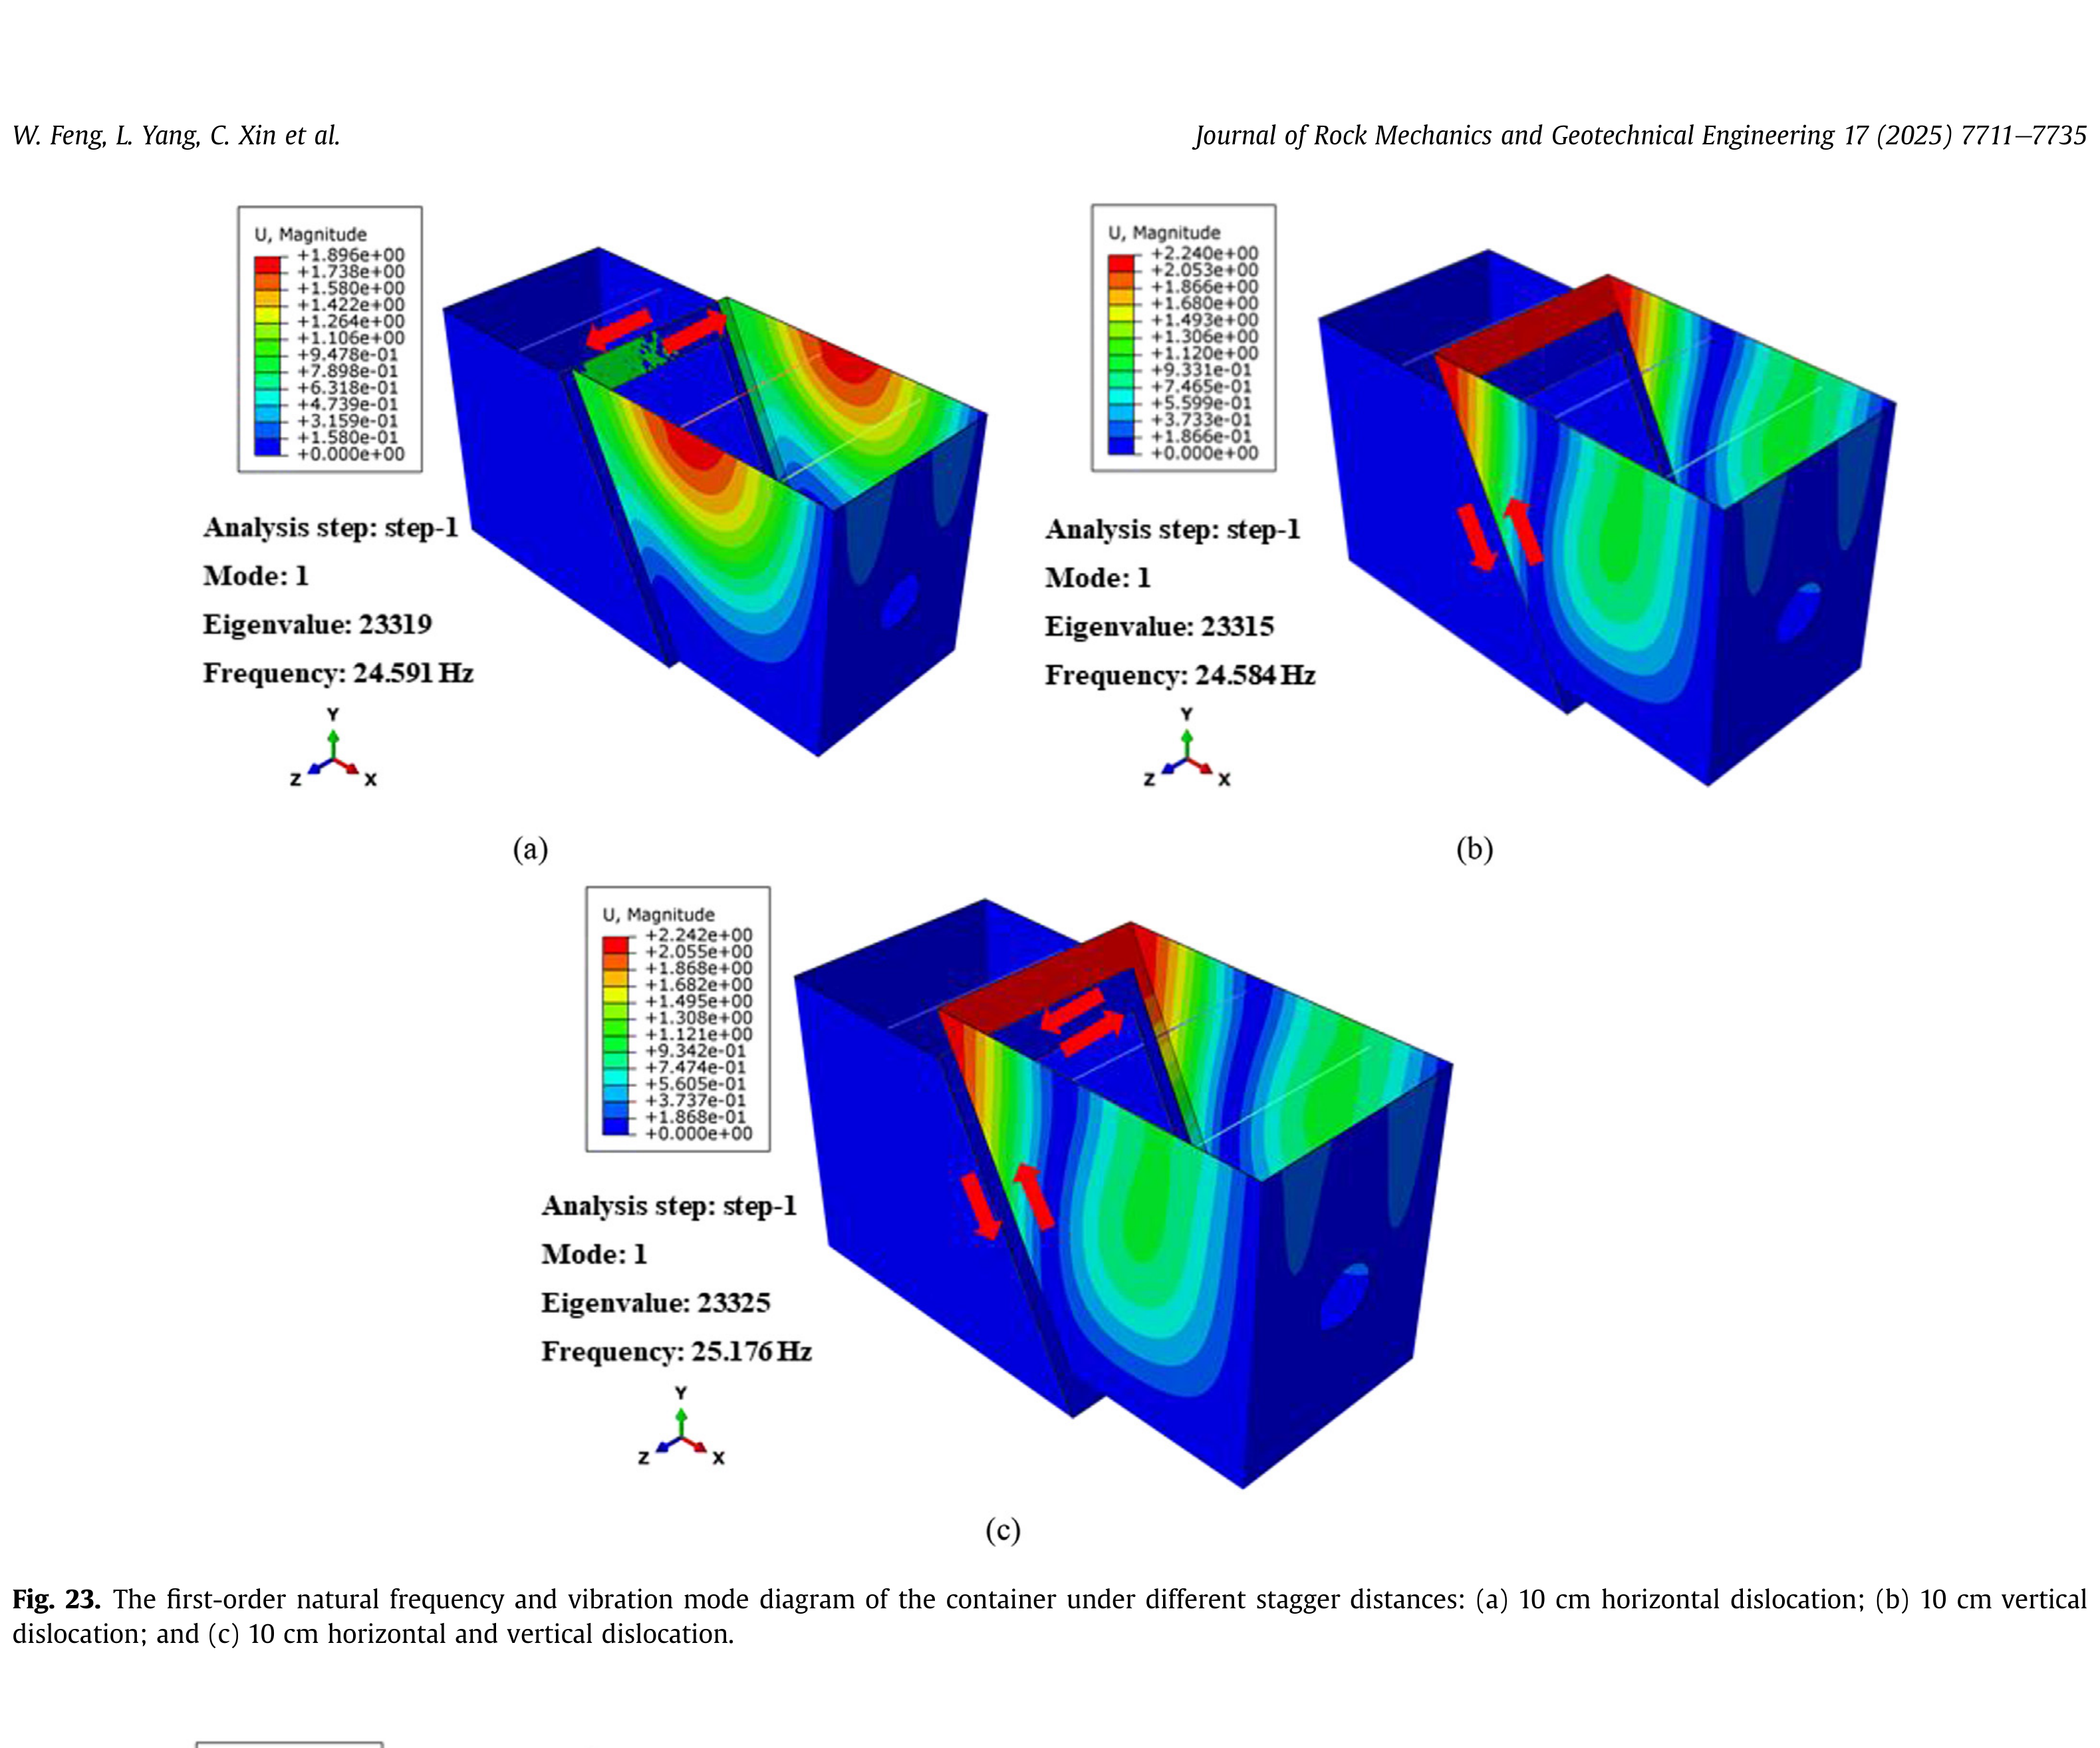 W. Feng, L. Yang, C. Xin et al.
Journal of Rock Mechanics and Geotechnical Engineering 17 (2025) 7711–7735
U, Magnitude
+1.896e+00
+1.738e+00
+1.580e+00
+1.422e+00
+1.264e+00
+1.106e+00
+9.478e-01
+7.898e-01
+6.318e-01
+4.739e-01
+3.159e-01
+1.580e-01
+0.000e+00
Analysis step: step-1
Mode: 1
Eigenvalue: 23319
Frequency: 24.591 Hz
Y
Z
X
(a)
U, Magnitude
+2.240e+00
+2.053e+00
+1.866e+00
+1.680e+00
+1.493e+00
+1.306e+00
+1.120e+00
+9.331e-01
+7.465e-01
+5.599e-01
+3.733e-01
+1.866e-01
+0.000e+00
Analysis step: step-1
Mode: 1
Eigenvalue: 23315
Frequency: 24.584 Hz
Y
Z
X
(b)
U, Magnitude
+2.242e+00
+2.055e+00
+1.868e+00
+1.682e+00
+1.495e+00
+1.308e+00
+1.121e+00
+9.342e-01
+7.474e-01
+5.605e-01
+3.737e-01
+1.868e-01
+0.000e+00
Analysis step: step-1
Mode: 1
Eigenvalue: 23325
Frequency: 25.176 Hz
Y
Z
X
(c)
Fig. 23. The first-order natural frequency and vibration mode diagram of the container under different stagger distances: (a) 10 cm horizontal dislocation; (b) 10 cm vertical
dislocation; and (c) 10 cm horizontal and vertical dislocation.